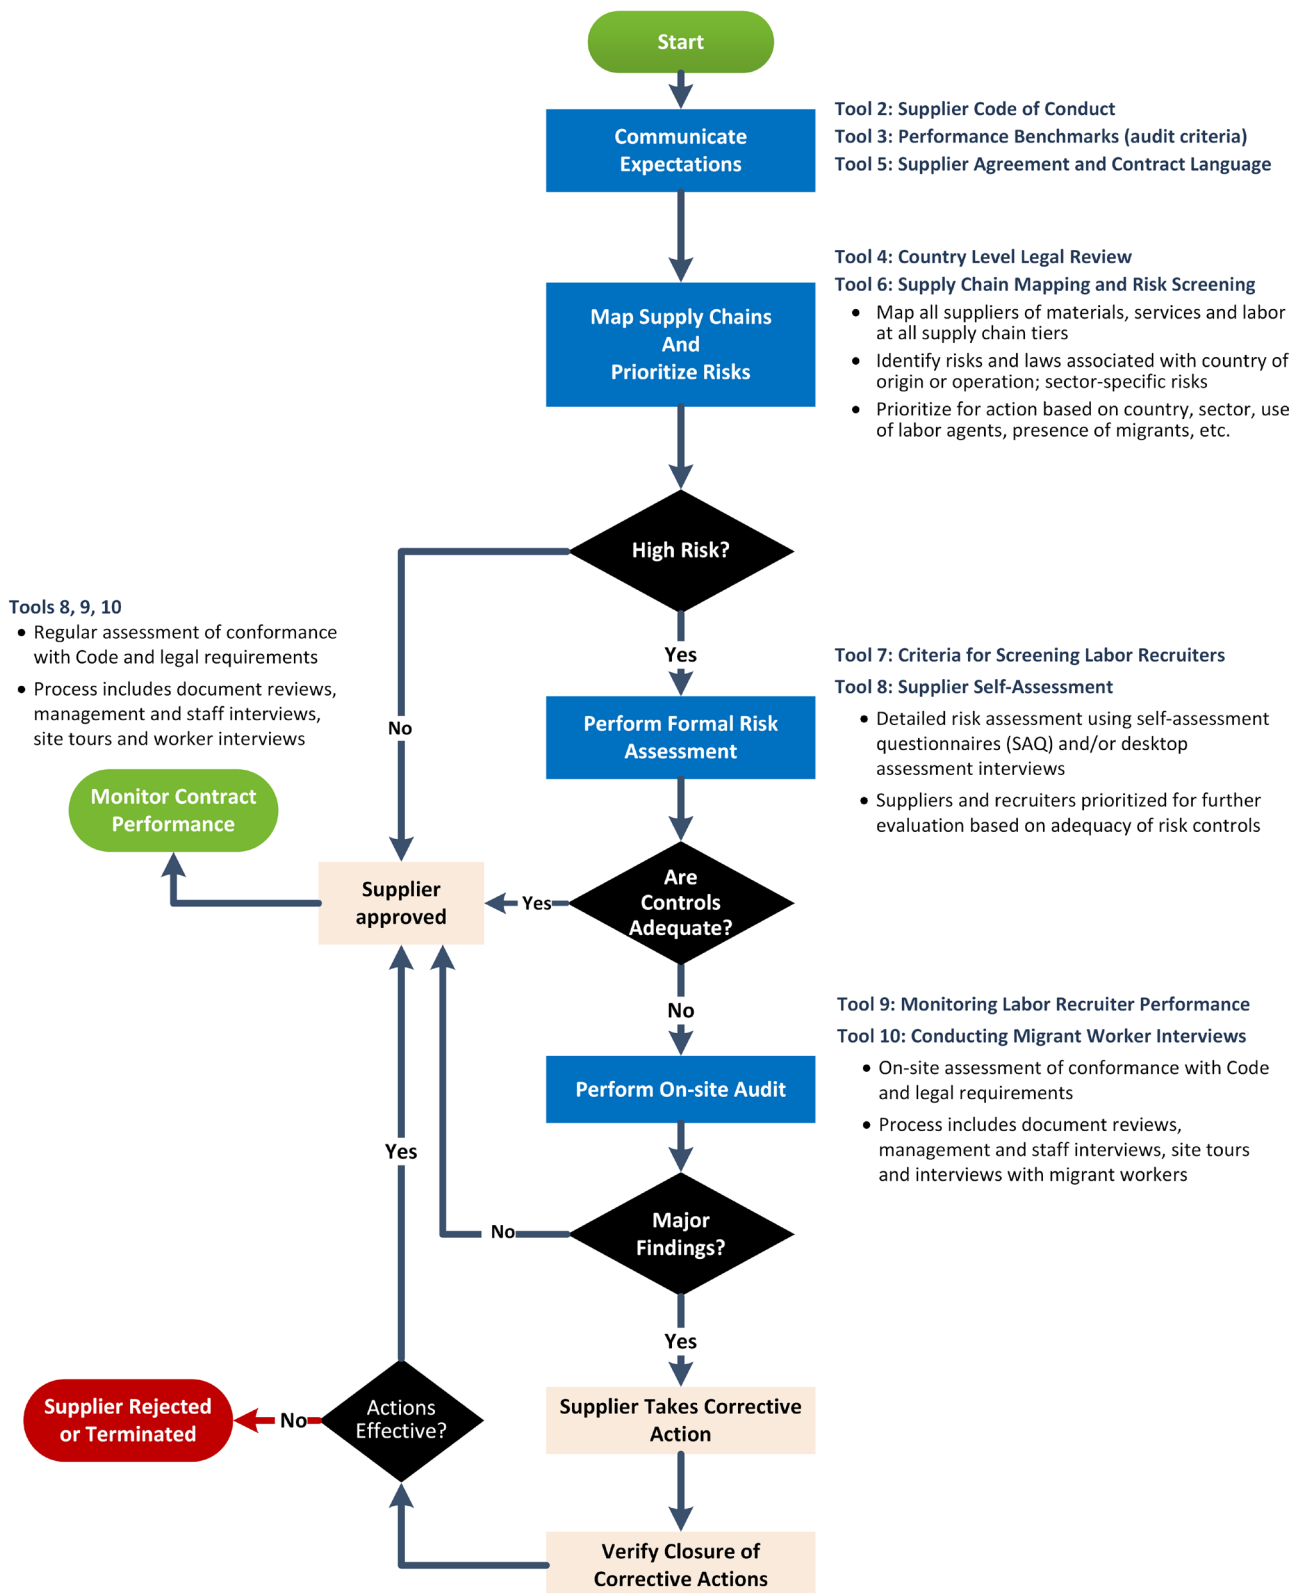 Start
Communicate
Expectations
Tool 2: Supplier Code of Conduct
Tool 3: Performance Benchmarks (audit criteria)
Tool 5: Supplier Agreement and Contract Language
Map Supply Chains
And
Prioritize Risks
Tool 4: Country Level Legal Review
Tool 6: Supply Chain Mapping and Risk Screening
• Map all suppliers of materials, services and labor
at all supply chain tiers
• Identify risks and laws associated with country of
origin or operation; sector-specific risks
• Prioritize for action based on country, sector, use
of labor agents, presence of migrants, etc.
High Risk?
Yes
No
Tools 8, 9, 10
• Regular assessment of conformance
with Code and legal requirements
• Process includes document reviews,
management and staff interviews,
site tours and worker interviews
Perform Formal Risk
Assessment
Tool 7: Criteria for Screening Labor Recruiters
Tool 8: Supplier Self-Assessment
• Detailed risk assessment using self-assessment
questionnaires (SAQ) and/or desktop
assessment interviews
• Suppliers and recruiters prioritized for further
evaluation based on adequacy of risk controls
Monitor Contract
Performance
Supplier
approved
Yes
Are
Controls
Adequate?
No
Perform On-site Audit
Tool 9: Monitoring Labor Recruiter Performance
Tool 10: Conducting Migrant Worker Interviews
• On-site assessment of conformance with Code
and legal requirements
• Process includes document reviews,
management and staff interviews, site tours
and interviews with migrant workers
Yes
No
Major
Findings?
Yes
Supplier Takes Corrective
Action
Supplier Rejected
or Terminated
No
Actions
Effective?
Verify Closure of
Corrective Actions